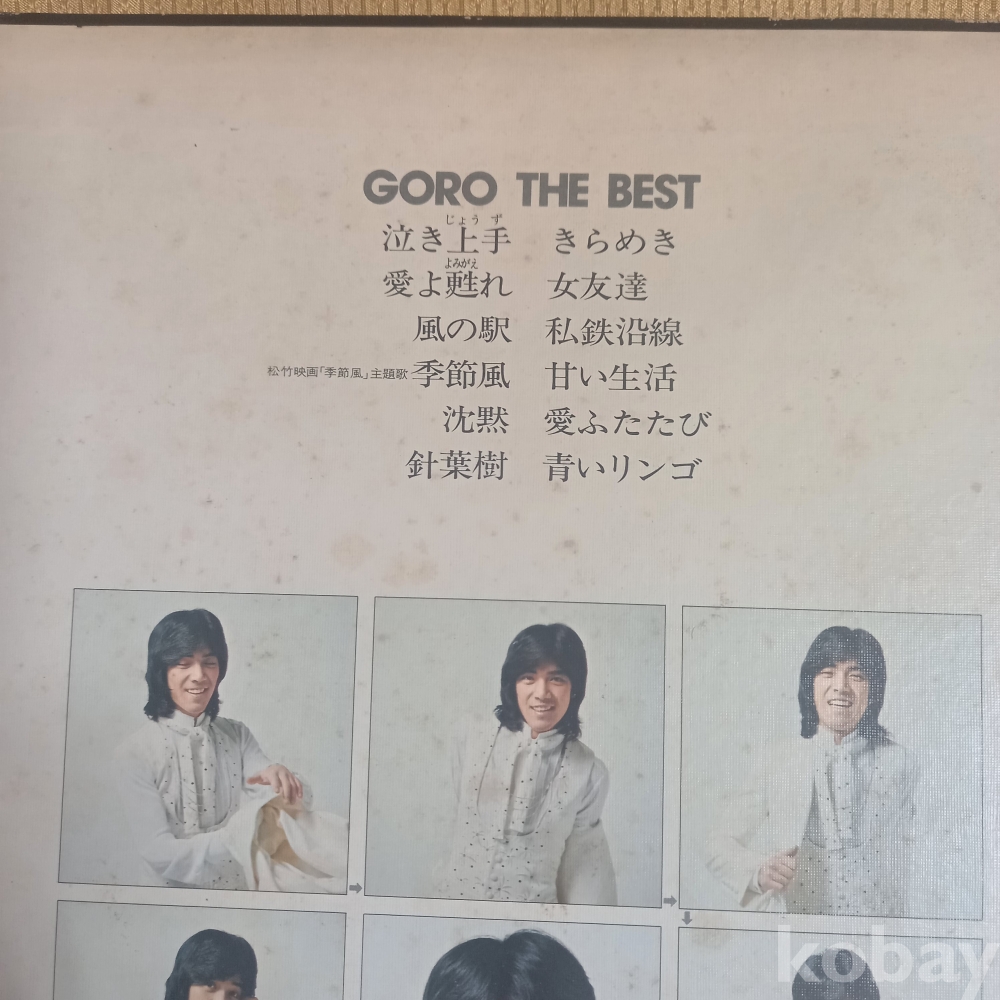 GORO THE BEST
じょうず
泣き上手 きらめき
よみがえ
愛よ甦れ 女友達
風の駅 私鉄沿線
松竹映画「季節風」主題歌 季節風 甘い生活
沈黙 愛ふたたび
針葉樹 青いリンゴ
kobay